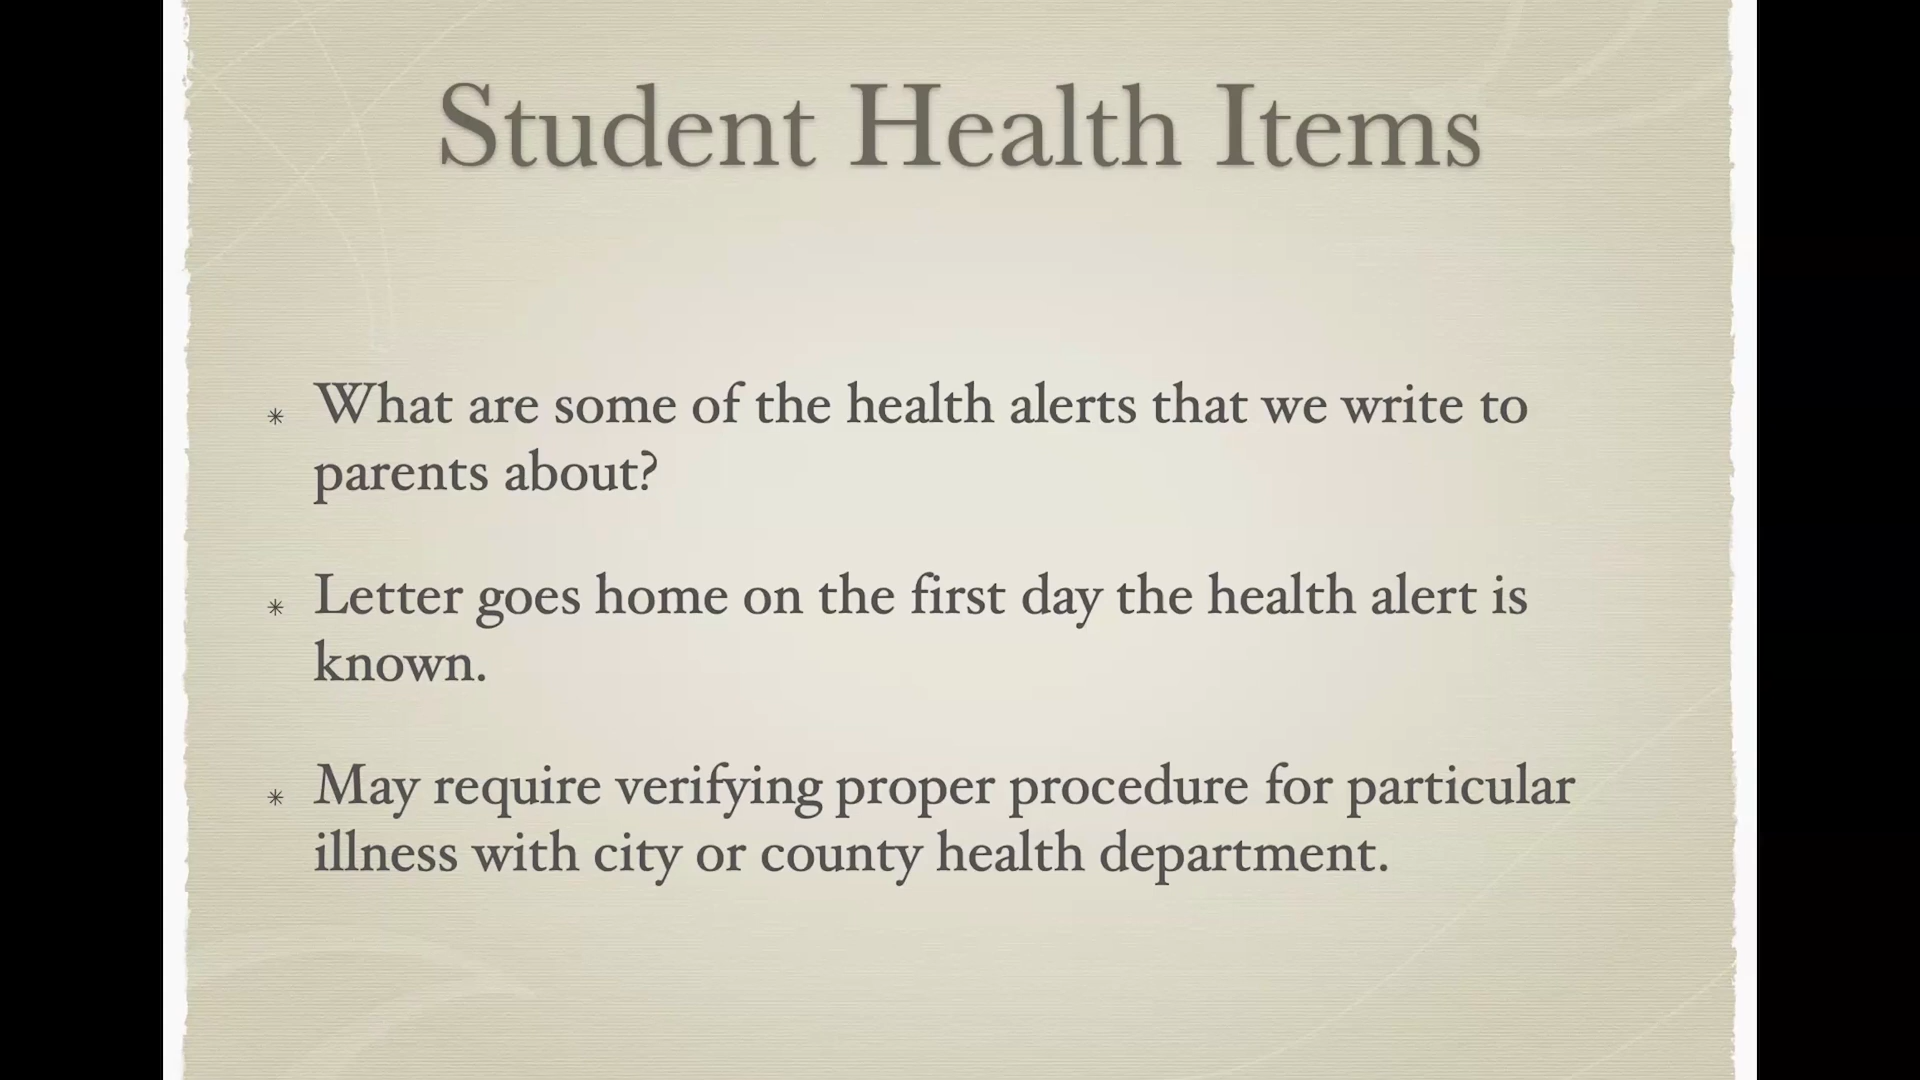 Student Health Items
* What are some of the health alerts that we write to
parents about?
* Letter goes home on the first day the health alert is
known.
* May require verifying proper procedure for particular
illness with city or county health department.